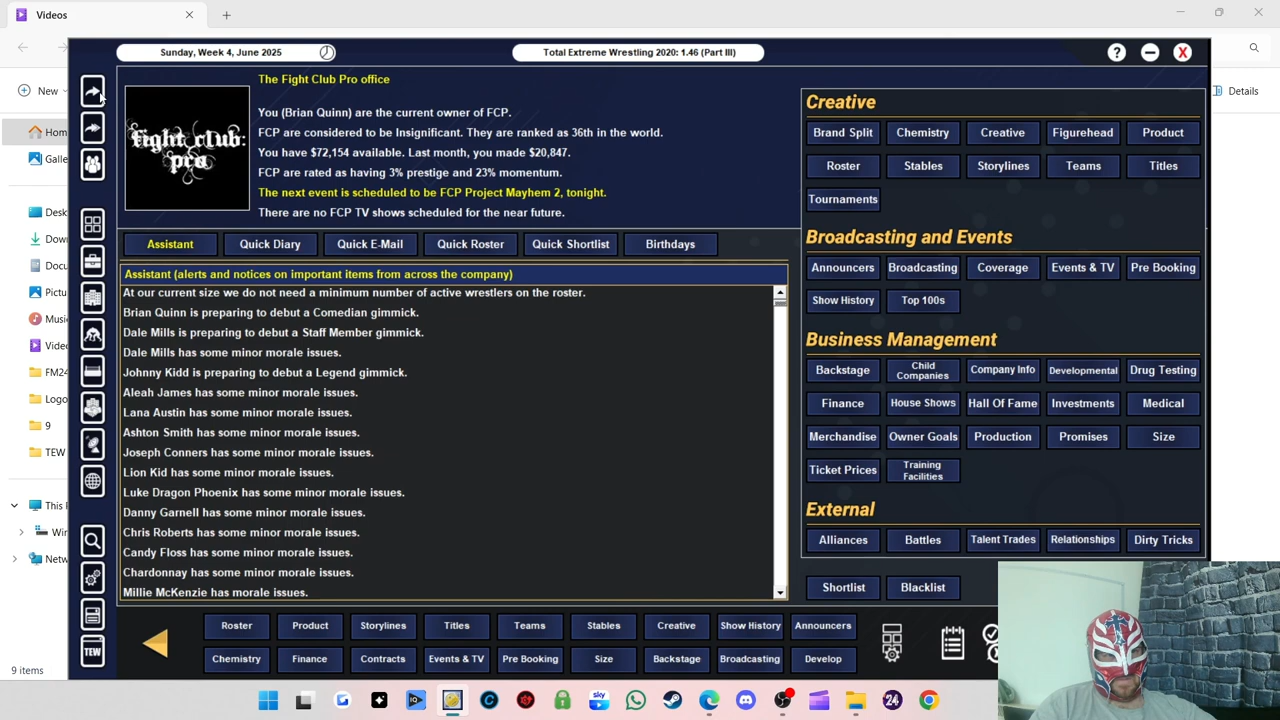 Videos
Sunday, Week 4, June 2025
Total Extreme Wrestling 2020: 1.46 (Part III)
New
Details
The Fight Club Pro office
fight club:
pro
You (Brian Quinn) are the current owner of FCP.
FCP are considered to be Insignificant. They are ranked as 36th in the world.
You have $72,154 available. Last month, you made $20,847.
FCP are rated as having 3% prestige and 23% momentum.
The next event is scheduled to be FCP Project Mayhem 2, tonight.
There are no FCP TV shows scheduled for the near future.
Assistant
Quick Diary
Quick E-Mail
Quick Roster
Quick Shortlist
Birthdays
Assistant (alerts and notices on important items from across the company)
At our current size we do not need a minimum number of active wrestlers on the roster.
Brian Quinn is preparing to debut a Comedian gimmick.
Dale Mills is preparing to debut a Staff Member gimmick.
Dale Mills has some minor morale issues.
Johnny Kidd is preparing to debut a Legend gimmick.
Aleah James has some minor morale issues.
Lana Austin has some minor morale issues.
Ashton Smith has some minor morale issues.
Joseph Conners has some minor morale issues.
Lion Kid has some minor morale issues.
Luke Dragon Phoenix has some minor morale issues.
Danny Garnell has some minor morale issues.
Chris Roberts has some minor morale issues.
Candy Floss has some minor morale issues.
Chardonnay has some minor morale issues.
Millie McKenzie has morale issues.
Creative
Brand Split
Chemistry
Creative
Figurehead
Product
Roster
Stables
Storylines
Teams
Titles
Tournaments
Broadcasting and Events
Announcers
Broadcasting
Coverage
Events & TV
Pre Booking
Show History
Top 100s
Business Management
Backstage
Child
Companies
Company Info
Developmental
Drug Testing
Finance
House Shows
Hall Of Fame
Investments
Medical
Merchandise
Owner Goals
Production
Promises
Size
Ticket Prices
Training
Facilities
External
Alliances
Battles
Talent Trades
Relationships
Dirty Tricks
Shortlist
Blacklist
Hom
Galle
Desk
Dow
Docu
Pictu
Music
Video
FM24
Logo
9
TEW
This I
Wir
Netw
TEW
9 items
Roster
Product
Storylines
Titles
Teams
Stables
Creative
Show History
Announcers
Chemistry
Finance
Contracts
Events & TV
Pre Booking
Size
Backstage
Broadcasting
Develop
sky
24